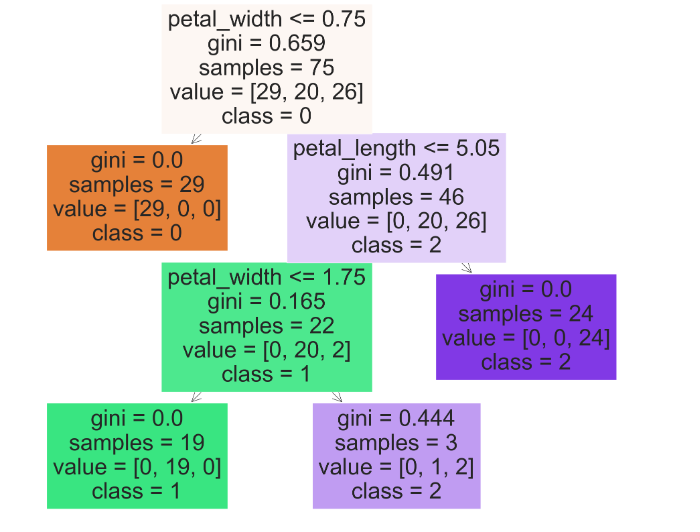 petal_width <= 0.75
gini = 0.659
samples = 75
value = [29, 20, 26]
class = 0
gini = 0.0
samples = 29
value = [29, 0, 0]
class = 0
petal_length <= 5.05
gini = 0.491
samples = 46
value = [0, 20, 26]
class = 2
petal_width <= 1.75
gini = 0.165
samples = 22
value = [0, 20, 2]
class = 1
gini = 0.0
samples = 24
value = [0, 0, 24]
class = 2
gini = 0.0
samples = 19
value = [0, 19, 0]
class = 1
gini = 0.444
samples = 3
value = [0, 1, 2]
class = 2